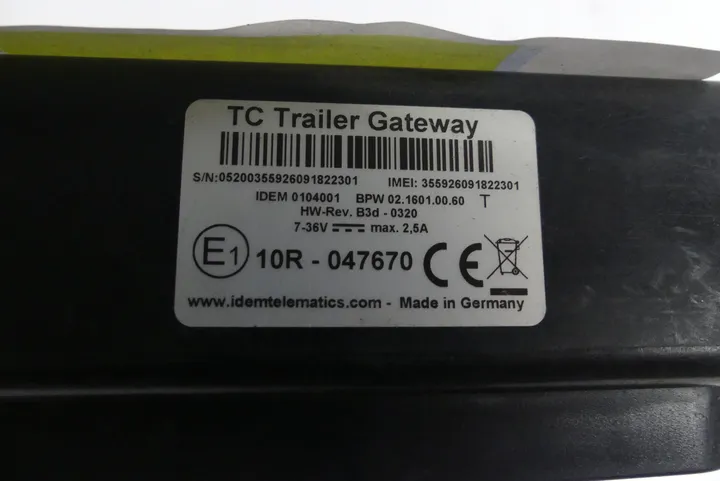 TC Trailer Gateway
S/N:05200355926091822301 IMEI: 355926091822301
IDEM 0104001 BPW 02.1601.00.60 T
HW-Rev. B3d - 0320
7-36V max. 2,5A
E1 10R - 047670 CE
www.idemtelematics.com - Made in Germany